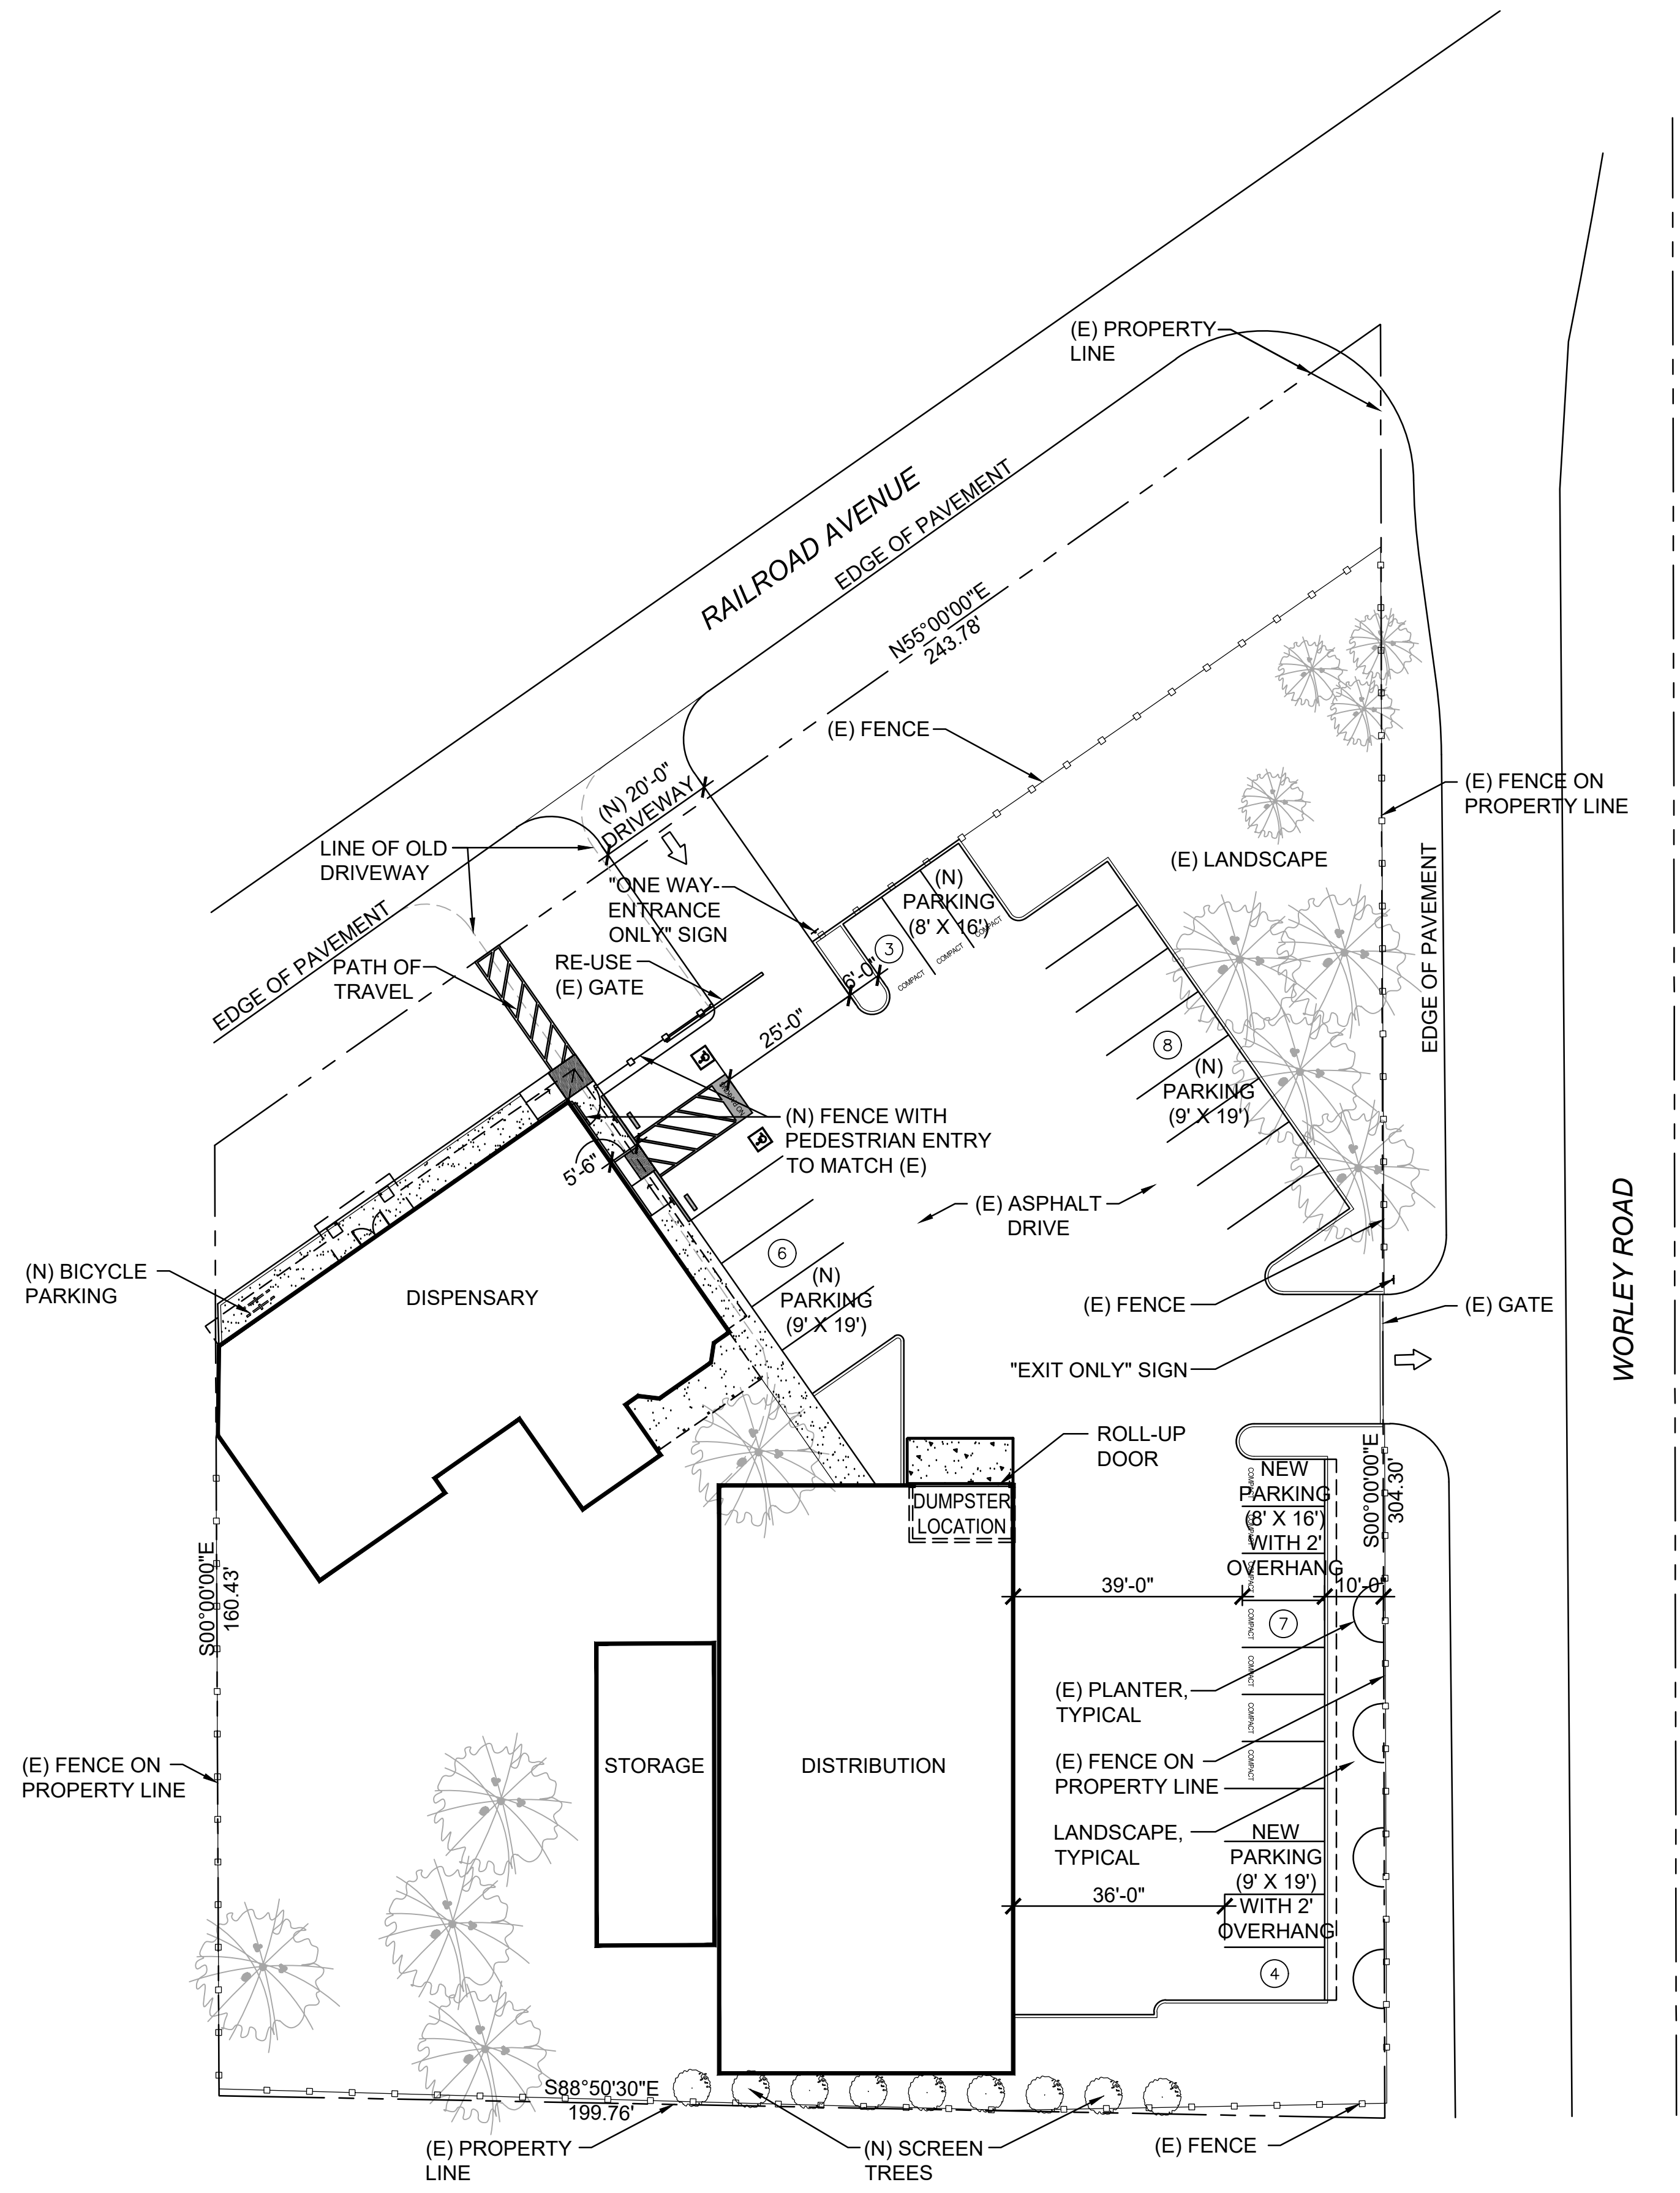 (E) PROPERTY
LINE
RAILROAD AVENUE
EDGE OF PAVEMENT
N55°00'00"E
243.78'
(E) FENCE
(N) 20'-0"
DRIVEWAY
(E) FENCE ON
PROPERTY LINE
LINE OF OLD
DRIVEWAY
(E) LANDSCAPE
"ONE WAY-
ENTRANCE
ONLY" SIGN
(N)
PARKING
(8' X 16')
3
COMPACT
COMPACT
COMPACT
EDGE OF PAVEMENT
EDGE OF PAVEMENT
PATH OF
TRAVEL
RE-USE
(E) GATE
6'-0"
25'-0"
8
(N)
PARKING
(9' X 19')
(N) FENCE WITH
PEDESTRIAN ENTRY
TO MATCH (E)
5'-6"
(E) ASPHALT
DRIVE
WORLEY ROAD
6
(N)
PARKING
(9' X 19')
(N) BICYCLE
PARKING
DISPENSARY
(E) FENCE
(E) GATE
"EXIT ONLY" SIGN
ROLL-UP
DOOR
DUMPSTER
LOCATION
NEW
PARKING
(8' X 16')
WITH 2'
OVERHANG
S00°00'00"E
304.30'
39'-0"
10'-0"
COMPACT
COMPACT
COMPACT
COMPACT
COMPACT
COMPACT
COMPACT
7
S00°00'00"E
160.43'
(E) PLANTER,
TYPICAL
(E) FENCE ON
PROPERTY LINE
STORAGE
DISTRIBUTION
(E) FENCE ON
PROPERTY LINE
LANDSCAPE,
TYPICAL
NEW
PARKING
(9' X 19')
WITH 2'
OVERHANG
36'-0"
4
S88°50'30"E
199.76'
(E) PROPERTY
LINE
(N) SCREEN
TREES
(E) FENCE